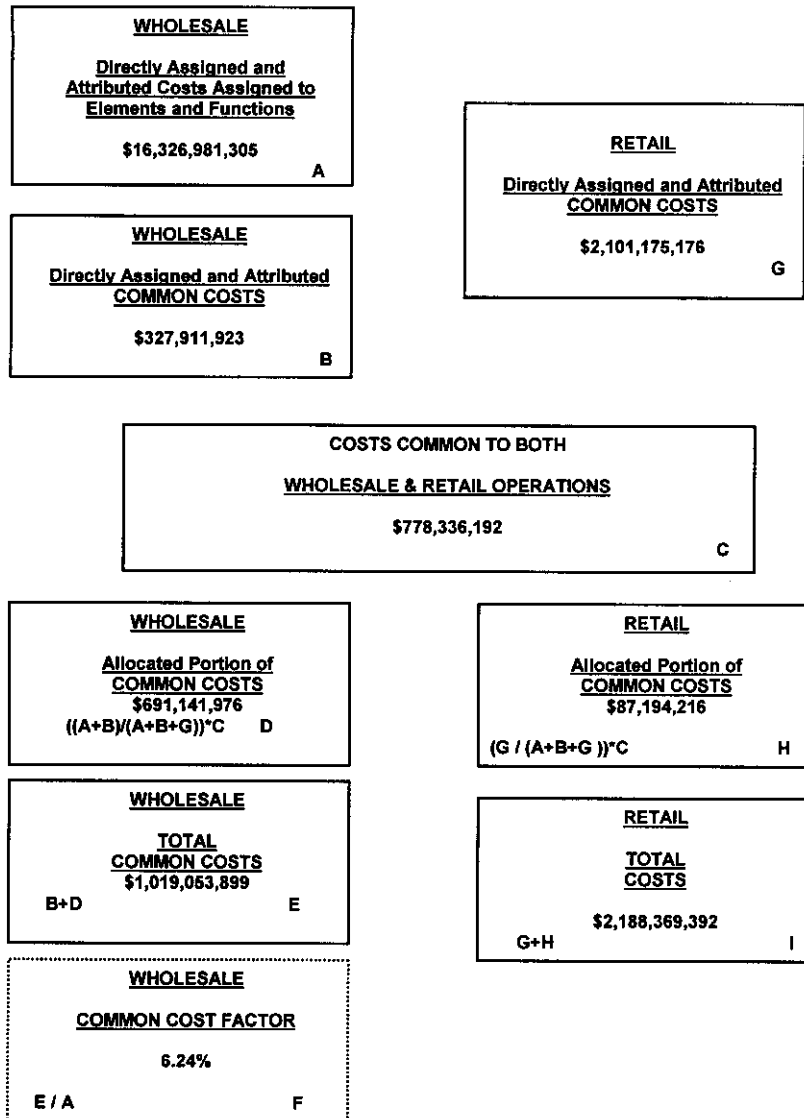 WHOLESALE
Directly Assigned and
Attributed Costs Assigned to
Elements and Functions
$16,326,981,305
A
WHOLESALE
Directly Assigned and Attributed
COMMON COSTS
$327,911,923
B
RETAIL
Directly Assigned and Attributed
COMMON COSTS
$2,101,175,176
G
COSTS COMMON TO BOTH
WHOLESALE & RETAIL OPERATIONS
$778,336,192
C
WHOLESALE
Allocated Portion of
COMMON COSTS
$691,141,976
((A+B)/(A+B+G))*C D
RETAIL
Allocated Portion of
COMMON COSTS
$87,194,216
(G / (A+B+G ))*C H
WHOLESALE
TOTAL
COMMON COSTS
$1,019,053,899
B+D E
RETAIL
TOTAL
COSTS
$2,188,369,392
G+H I
WHOLESALE
COMMON COST FACTOR
6.24%
E / A F